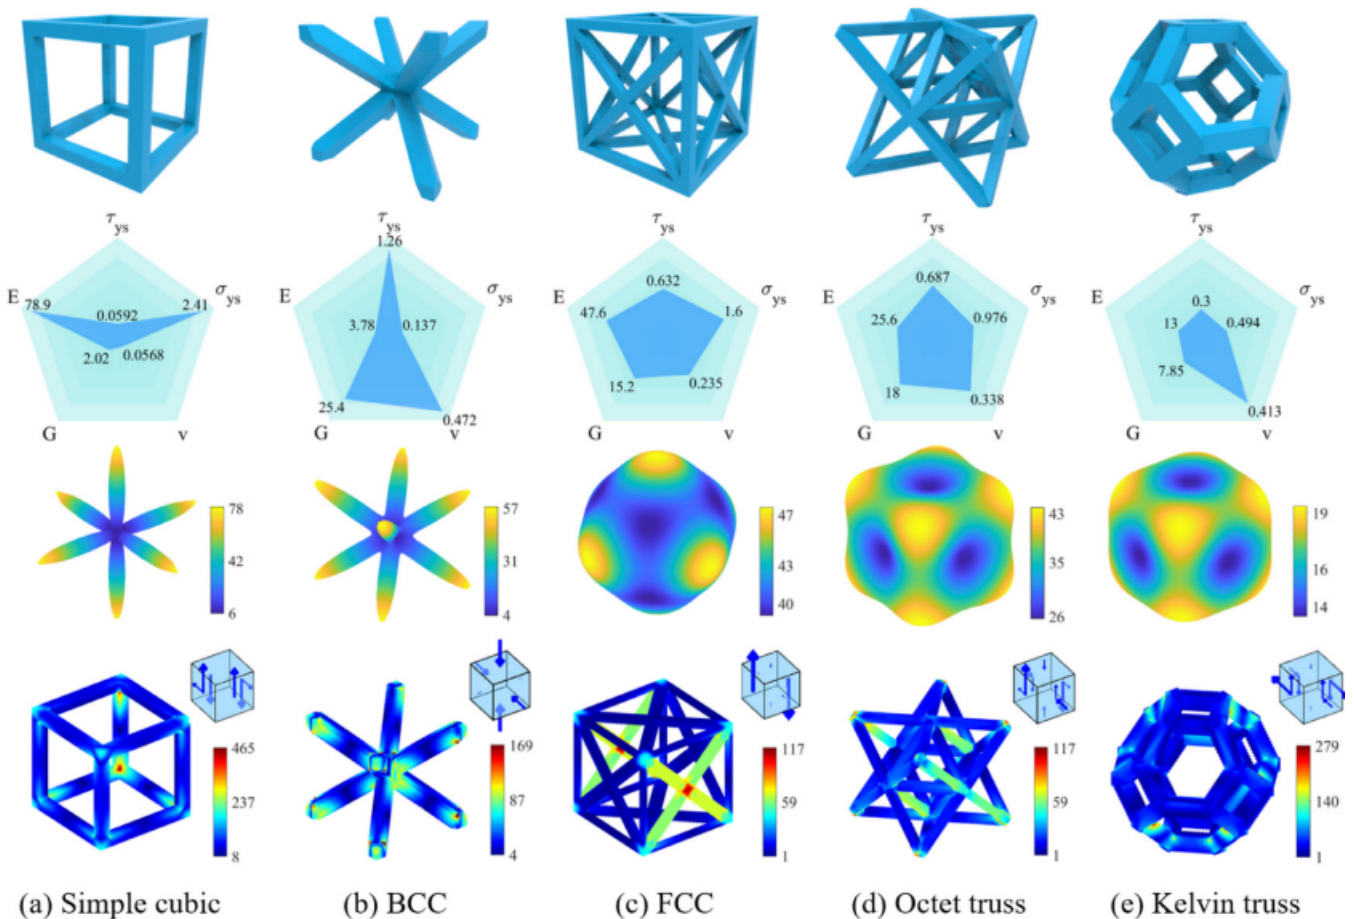 τys
E
σys
78.9
2.41
0.0592
2.02
0.0568
G
v
τys
1.26
E
σys
3.78
0.137
25.4
0.472
G
v
τys
0.632
E
σys
47.6
1.6
15.2
0.235
G
v
τys
0.687
E
σys
25.6
0.976
18
0.338
G
v
τys
0.3
E
σys
13
0.494
7.85
0.413
G
v
78
42
6
57
31
4
47
43
40
43
35
26
19
16
14
465
237
8
169
87
4
117
59
1
117
59
1
279
140
1
(a) Simple cubic
(b) BCC
(c) FCC
(d) Octet truss
(e) Kelvin truss